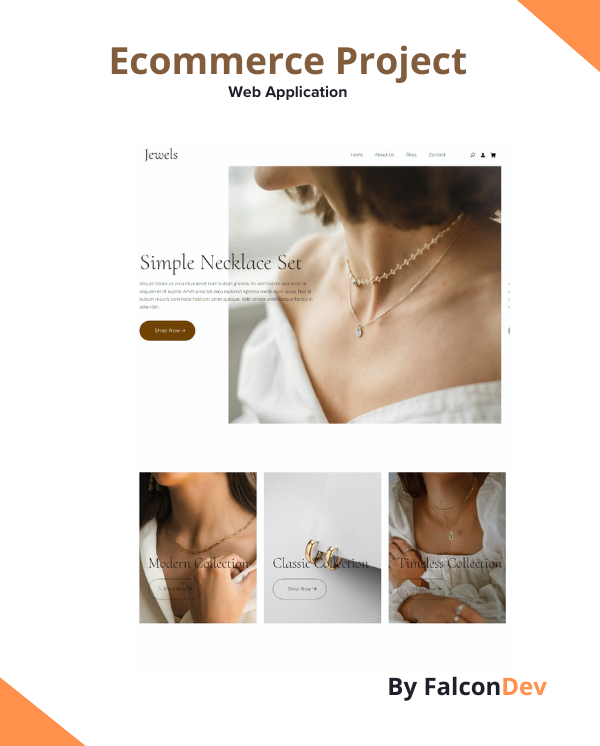 Ecommerce Project
Web Application
Jewels
Home About Us Shop Contact
Simple Necklace Set
Shop Now→
Modern Collection
Classic Collection
Timeless Collection
Shop Now→
Shop Now→
By FalconDev